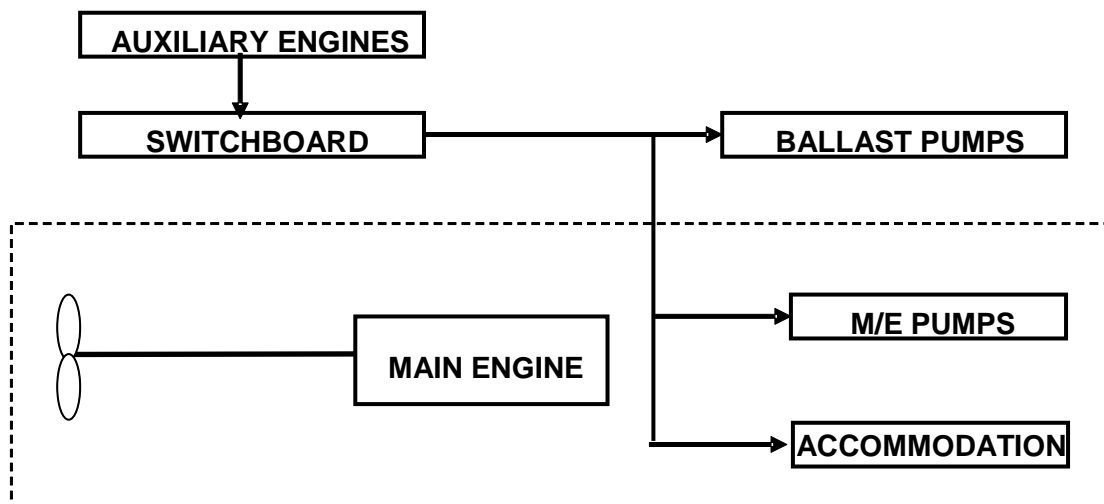 AUXILIARY ENGINES
SWITCHBOARD
BALLAST PUMPS
M/E PUMPS
MAIN ENGINE
ACCOMMODATION